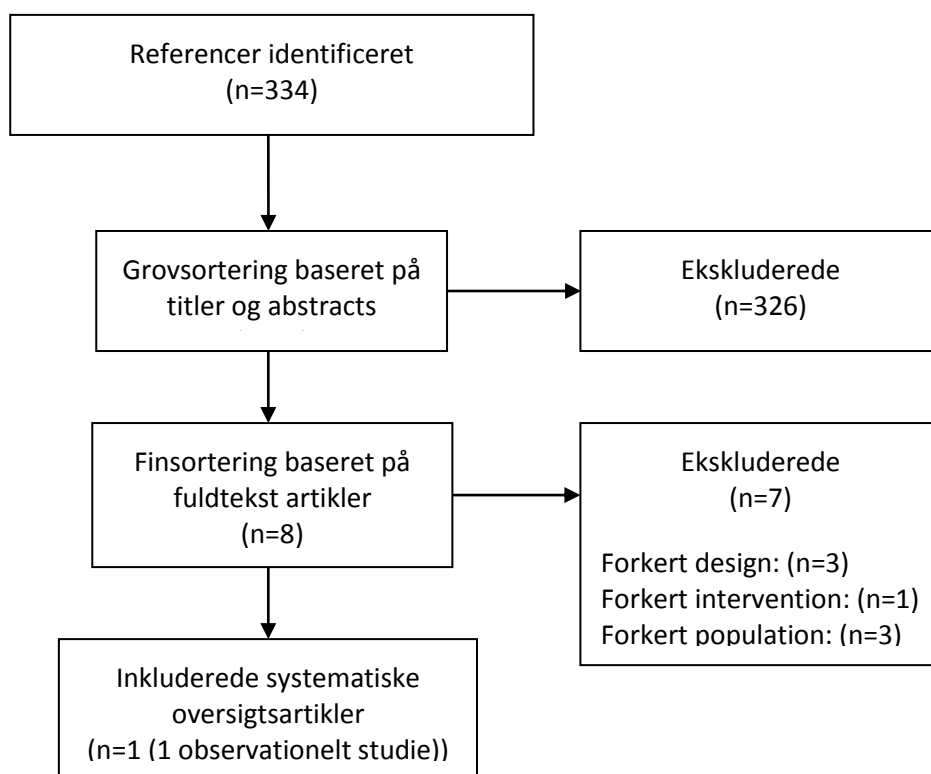 Referencer identificeret
(n=334)
Grovsortering baseret på
titler og abstracts
Ekskluderede
(n=326)
Finsortering baseret på
fuldtekst artikler
(n=8)
Ekskluderede
(n=7)
Forkert design: (n=3)
Forkert intervention: (n=1)
Forkert population: (n=3)
Inkluderede systematiske
oversigtsartikler
(n=1 (1 observationelt studie))